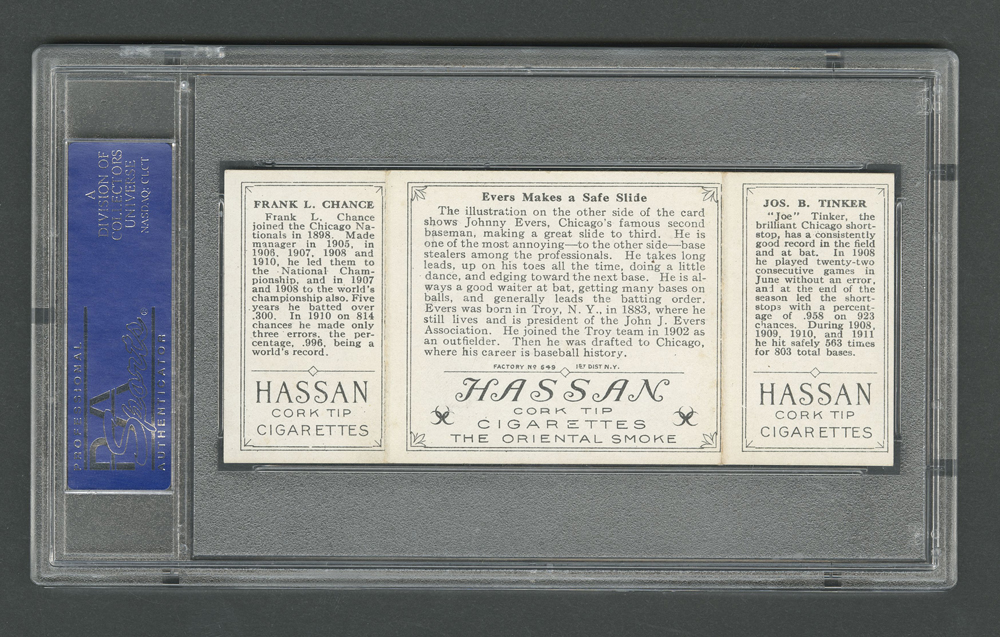 A
DIVISION OF
COLLECTORS
UNIVERSE
NASDAQ: CLCT
PROFESSIONAL
PSA
AUTHENTICATOR
FRANK L. CHANCE
Frank L. Chance
joined the Chicago Na-
tionals in 1898. Made
manager in 1905, in
1906, 1907, 1908 and
1910, he led them to
the National Cham-
pionship, and in 1907
and 1908 to the world's
championship also. Five
years he batted over
.300. In 1910 on 814
chances he made only
three errors, the per-
centage, .996, being a
world's record.
HASSAN
CORK TIP
CIGARETTES
Evers Makes a Safe Slide
The illustration on the other side of the card
shows Johnny Evers, Chicago's famous second
baseman, making a great slide to third. He is
one of the most annoying—to the other side—base
stealers among the professionals. He takes long
leads, up on his toes all the time, doing a little
dance, and edging toward the next base. He is al-
ways a good waiter at bat, getting many bases on
balls, and generally leads the batting order.
Evers was born in Troy, N. Y., in 1883, where he
still lives and is president of the John J. Evers
Association. He joined the Troy team in 1902 as
an outfielder. Then he was drafted to Chicago,
where his career is baseball history.
FACTORY Nº 649 1ST DIST N.Y.
HASSAN
CORK TIP
CIGARETTES
THE ORIENTAL SMOKE
JOS. B. TINKER
"Joe" Tinker, the
brilliant Chicago short-
stop, has a consistently
good record in the field
and at bat. In 1908
he played twenty-two
consecutive games in
June without an error,
and at the end of the
season led the short-
stops with a percent-
age of .958 on 923
chances. During 1908,
1909, 1910, and 1911
he hit safely 563 times
for 803 total bases.
HASSAN
CORK TIP
CIGARETTES